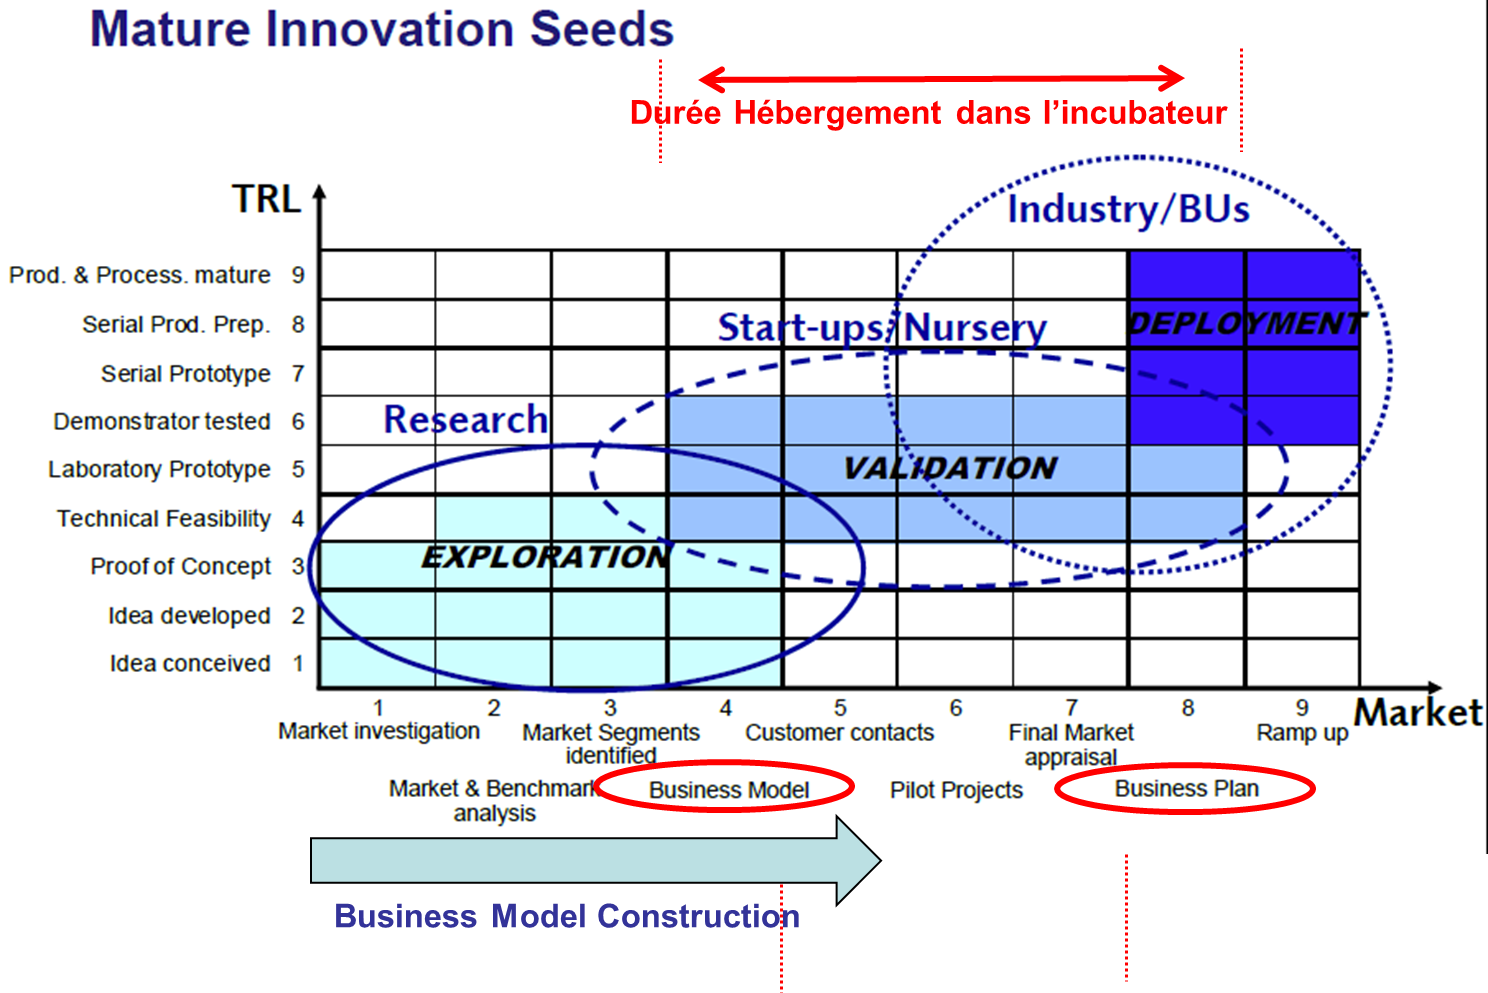 Mature Innovation Seeds
Durée Hébergement dans l’incubateur
TRL
Industry/BUs
Prod. & Process. mature 9
Serial Prod. Prep. 8
Start-ups/Nursery
DEPLOYMENT
Serial Prototype 7
Demonstrator tested 6
Research
Laboratory Prototype 5
VALIDATION
Technical Feasibility 4
EXPLORATION
Proof of Concept 3
Idea developed 2
Idea conceived 1
1 2 3 4 5 6 7 8 9
Market
Market investigation
Market Segments
identified
Customer contacts
Final Market
appraisal
Ramp up
Market & Benchmark
analysis
Business Model
Pilot Projects
Business Plan
Business Model Construction